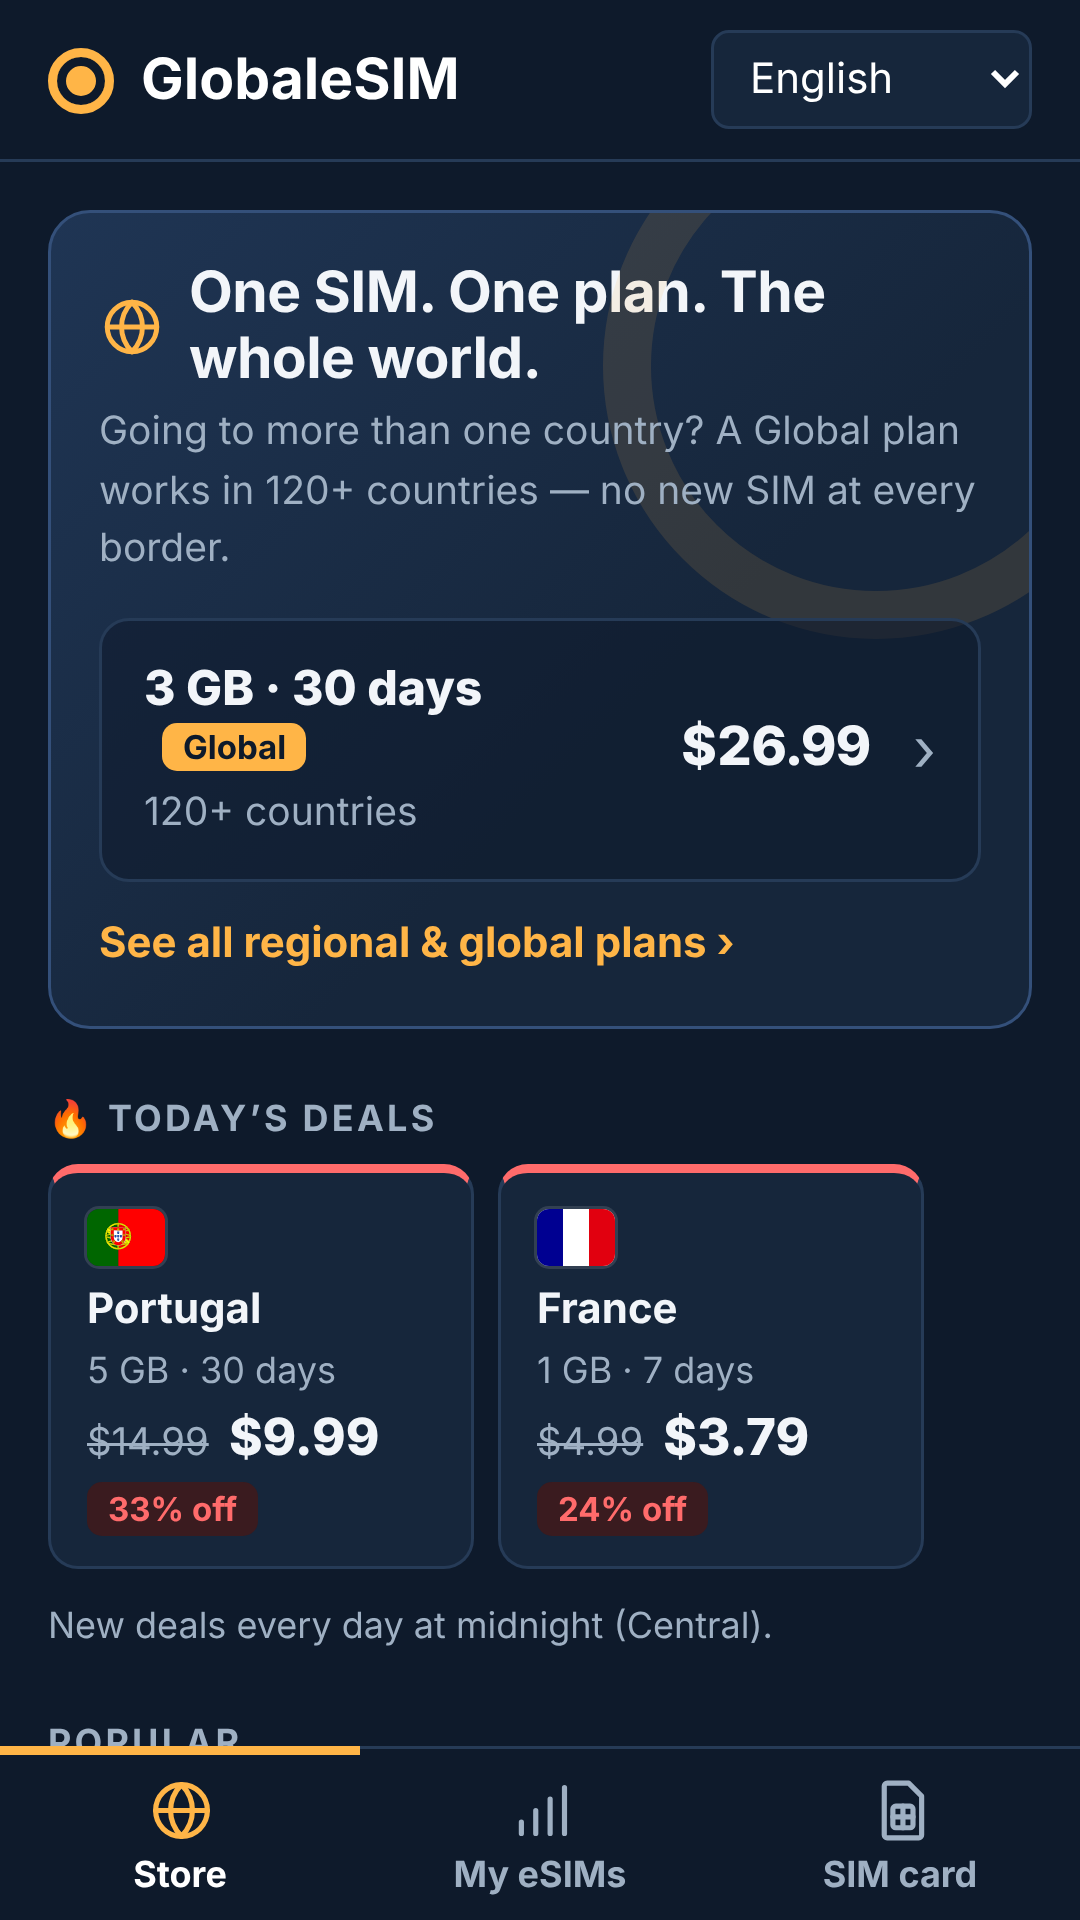 GlobaleSIM
English
One SIM. One plan. The
whole world.
Going to more than one country? A Global plan
works in 120+ countries — no new SIM at every
border.
3 GB · 30 days
Global
120+ countries
$26.99 ›
See all regional & global plans ›
🔥 TODAY’S DEALS
Portugal
5 GB · 30 days
$14.99 $9.99
33% off
France
1 GB · 7 days
$4.99 $3.79
24% off
New deals every day at midnight (Central).
POPULAR
Store
My eSIMs
SIM card